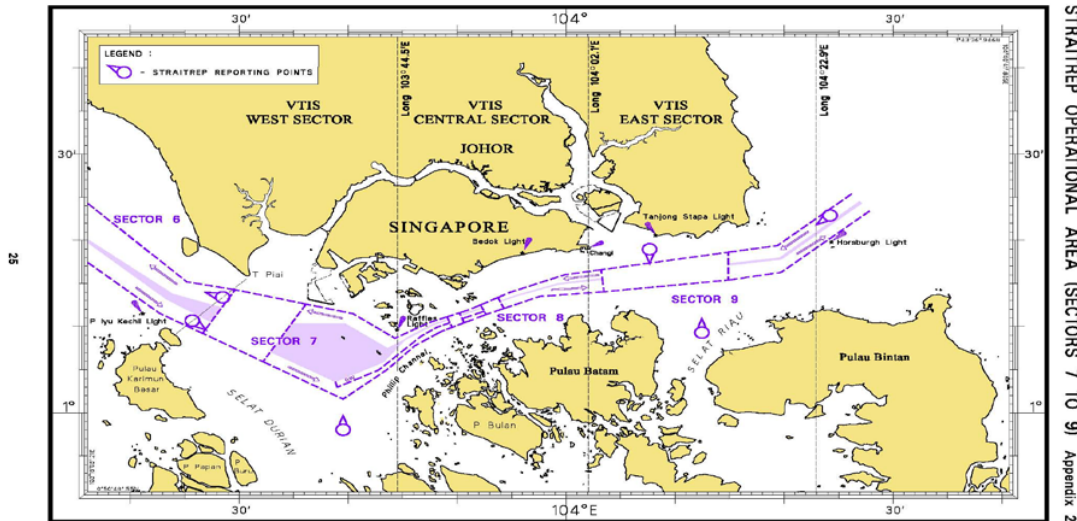 STRAITREP OPERATIONAL AREA (SECTORS 7 TO 9) Appendix 2
30'
104°
30'
LEGEND :
- STRAITREP REPORTING POINTS
Long 103°44.5'E
Long 104°02.1'E
Long 104°22.9'E
VTIS
WEST SECTOR
VTIS
CENTRAL SECTOR
VTIS
EAST SECTOR
JOHOR
30'
30'
SECTOR 6
SINGAPORE
Tanjong Stapa Light
Bedok Light
Changi
Horsburgh Light
T. Piai
25
SECTOR 9
P Iyu Kechil Light
Raffles
Light
SECTOR 8
SECTOR 7
SELAT RIAU
Phillip Channel
Pulau Bintan
Pulau
Karimun
Besar
Pulau Batam
SELAT DURIAN
1°
1°
P. Bulan
P. Papan
P.
Buru
30'
104°E
30'